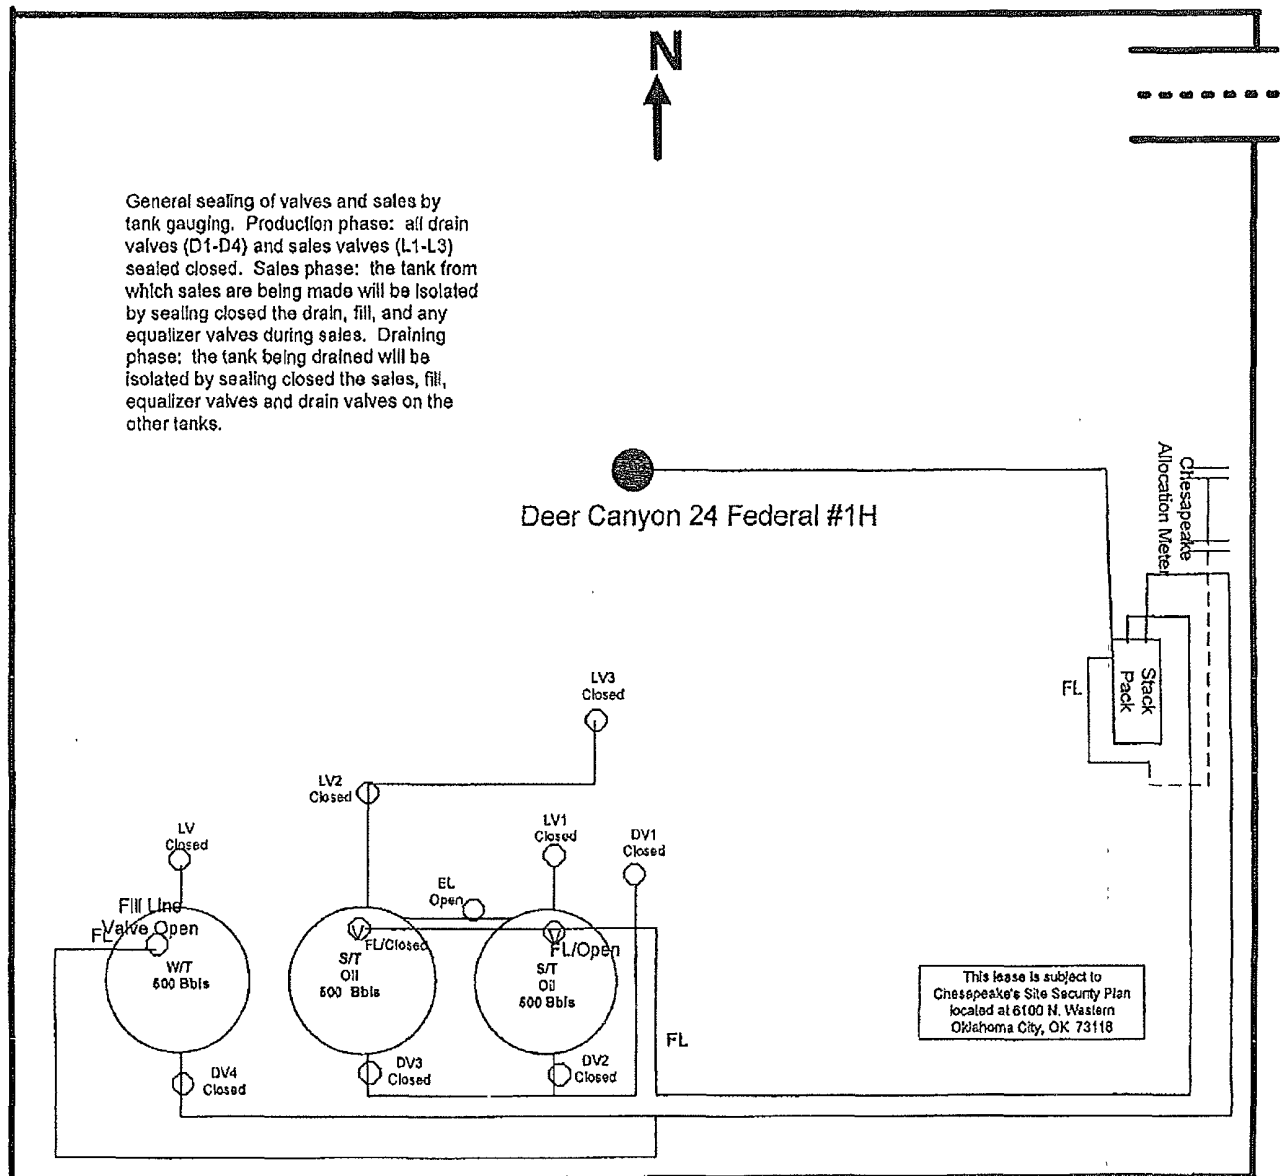 N
General sealing of valves and sales by
tank gauging. Production phase: all drain
valves (D1-D4) and sales valves (L1-L3)
sealed closed. Sales phase: the tank from
which sales are being made will be isolated
by sealing closed the drain, fill, and any
equalizer valves during sales. Draining
phase: the tank being drained will be
isolated by sealing closed the sales, fill,
equalizer valves and drain valves on the
other tanks.
Chesapeake
Allocation Meter
Deer Canyon 24 Federal #1H
Stack
Pack
FL
LV3
Closed
LV2
Closed
LV
Closed
LV1
Closed
DV1
Closed
EL
Open
Fill Line
Valve Open
FL
FL/Closed
FL/Open
W/T
500 Bbls
S/T
Oil
500 Bbls
S/T
Oil
500 Bbls
This lease is subject to
Chesapeake's Site Security Plan
located at 6100 N. Western
Oklahoma City, OK 73118
FL
DV4
Closed
DV3
Closed
DV2
Closed